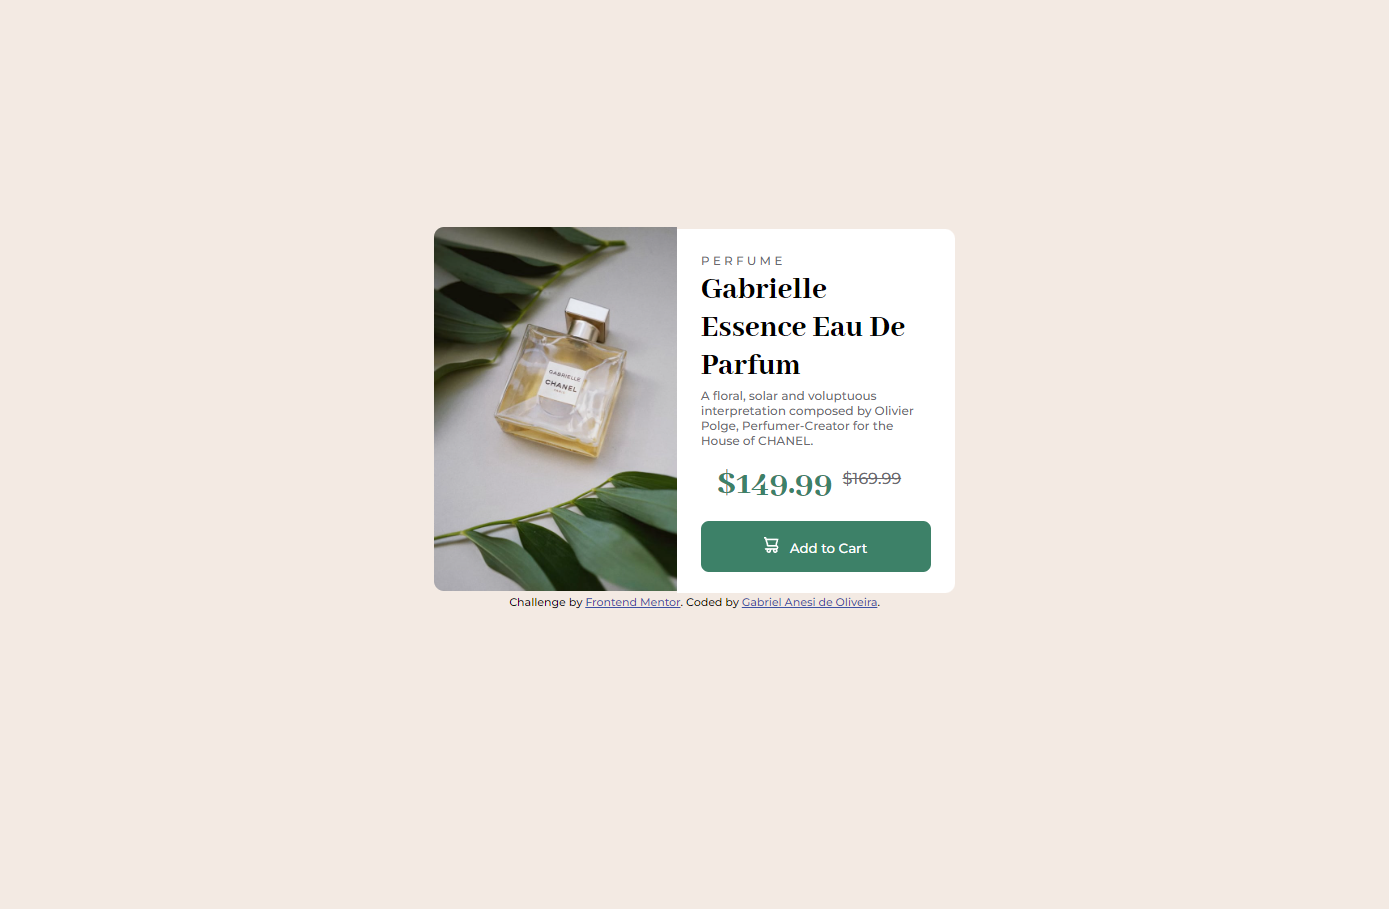 GABRIELLE
CHANEL
PARIS
PERFUME
Gabrielle
Essence Eau De
Parfum
A floral, solar and voluptuous
interpretation composed by Olivier
Polge, Perfumer-Creator for the
House of CHANEL.
$149.99 $169.99
Add to Cart
Challenge by Frontend Mentor. Coded by Gabriel Anesi de Oliveira.